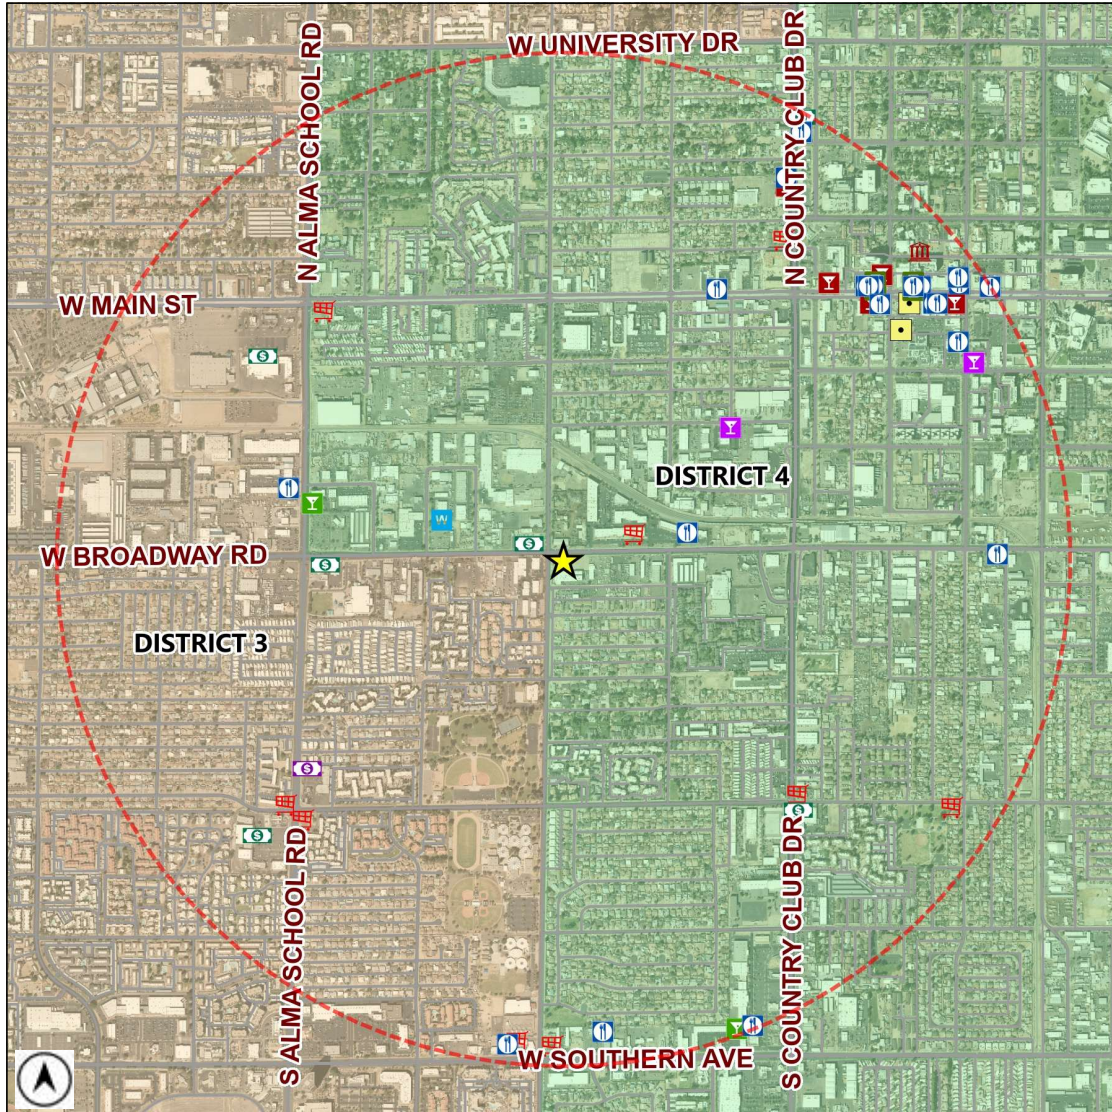 W UNIVERSITY DR
N ALMA SCHOOL RD
N COUNTRY CLUB DR
W MAIN ST
DISTRICT 4
W
W BROADWAY RD
DISTRICT 3
S ALMA SCHOOL RD
S COUNTRY CLUB DR
W SOUTHERN AVE